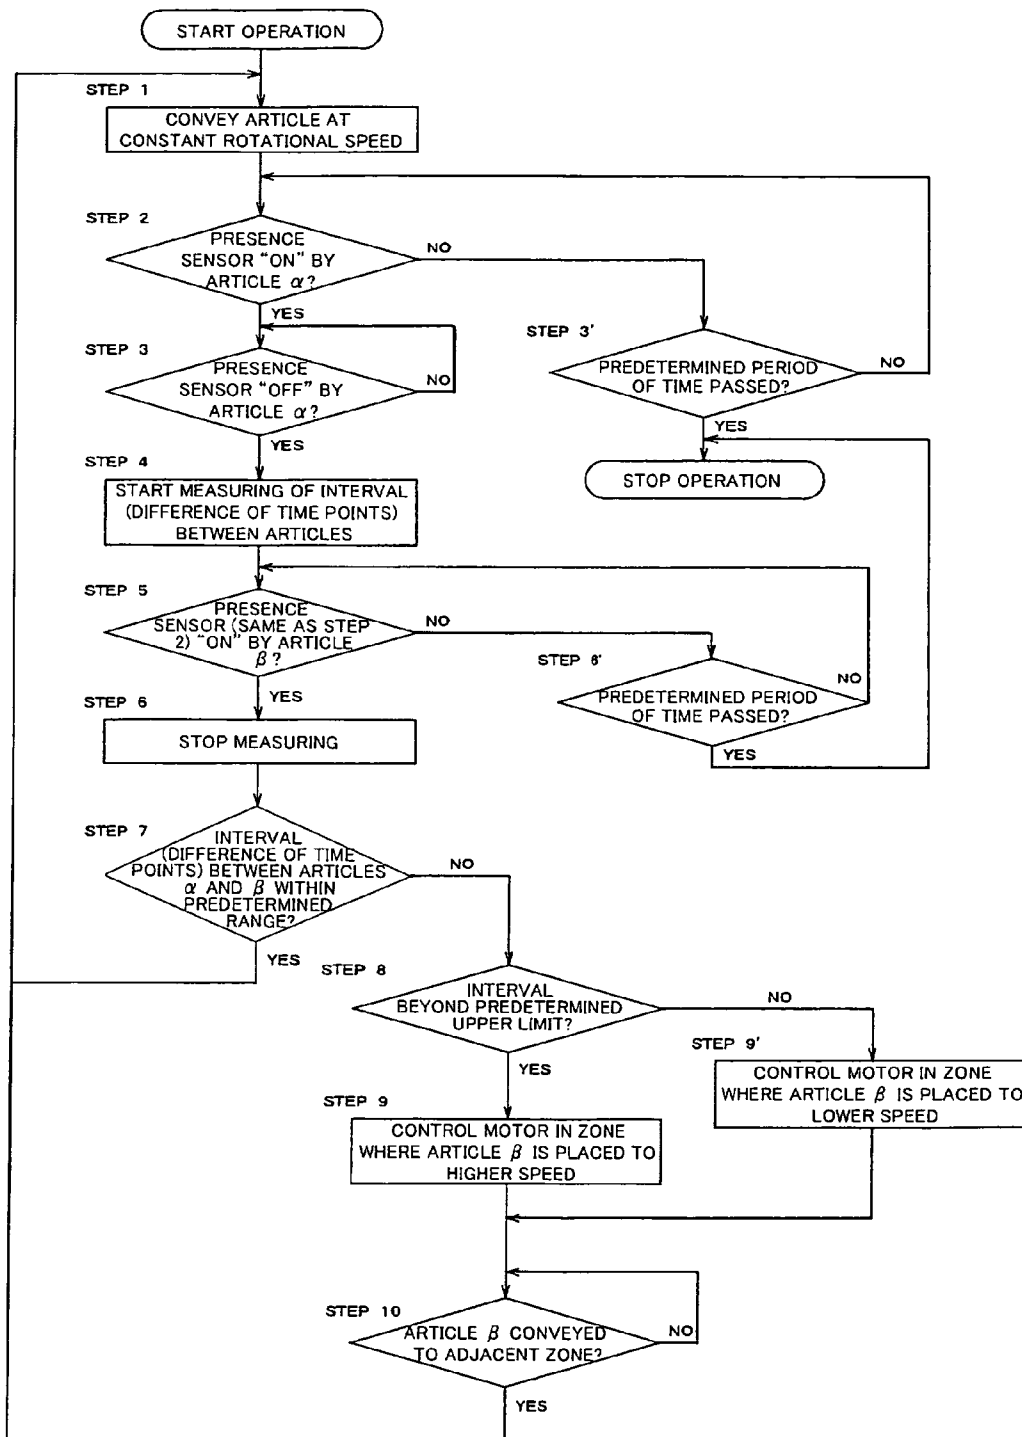 START OPERATION
STEP 1
CONVEY ARTICLE AT
CONSTANT ROTATIONAL SPEED
STEP 2
PRESENCE
SENSOR "ON" BY
ARTICLE α?
NO
YES
STEP 3
PRESENCE
SENSOR "OFF" BY
ARTICLE α?
NO
YES
STEP 3'
PREDETERMINED PERIOD
OF TIME PASSED?
NO
YES
STOP OPERATION
STEP 4
START MEASURING OF INTERVAL
(DIFFERENCE OF TIME POINTS)
BETWEEN ARTICLES
STEP 5
PRESENCE
SENSOR (SAME AS STEP
2) "ON" BY ARTICLE
β?
NO
YES
STEP 6'
PREDETERMINED PERIOD
OF TIME PASSED?
NO
YES
STEP 6
STOP MEASURING
STEP 7
INTERVAL
(DIFFERENCE OF TIME
POINTS) BETWEEN ARTICLES
α AND β WITHIN
PREDETERMINED
RANGE?
NO
YES
STEP 8
INTERVAL
BEYOND PREDETERMINED
UPPER LIMIT?
NO
YES
STEP 9'
CONTROL MOTOR IN ZONE
WHERE ARTICLE β IS PLACED TO
LOWER SPEED
STEP 9
CONTROL MOTOR IN ZONE
WHERE ARTICLE β IS PLACED TO
HIGHER SPEED
STEP 10
ARTICLE β CONVEYED
TO ADJACENT ZONE?
NO
YES